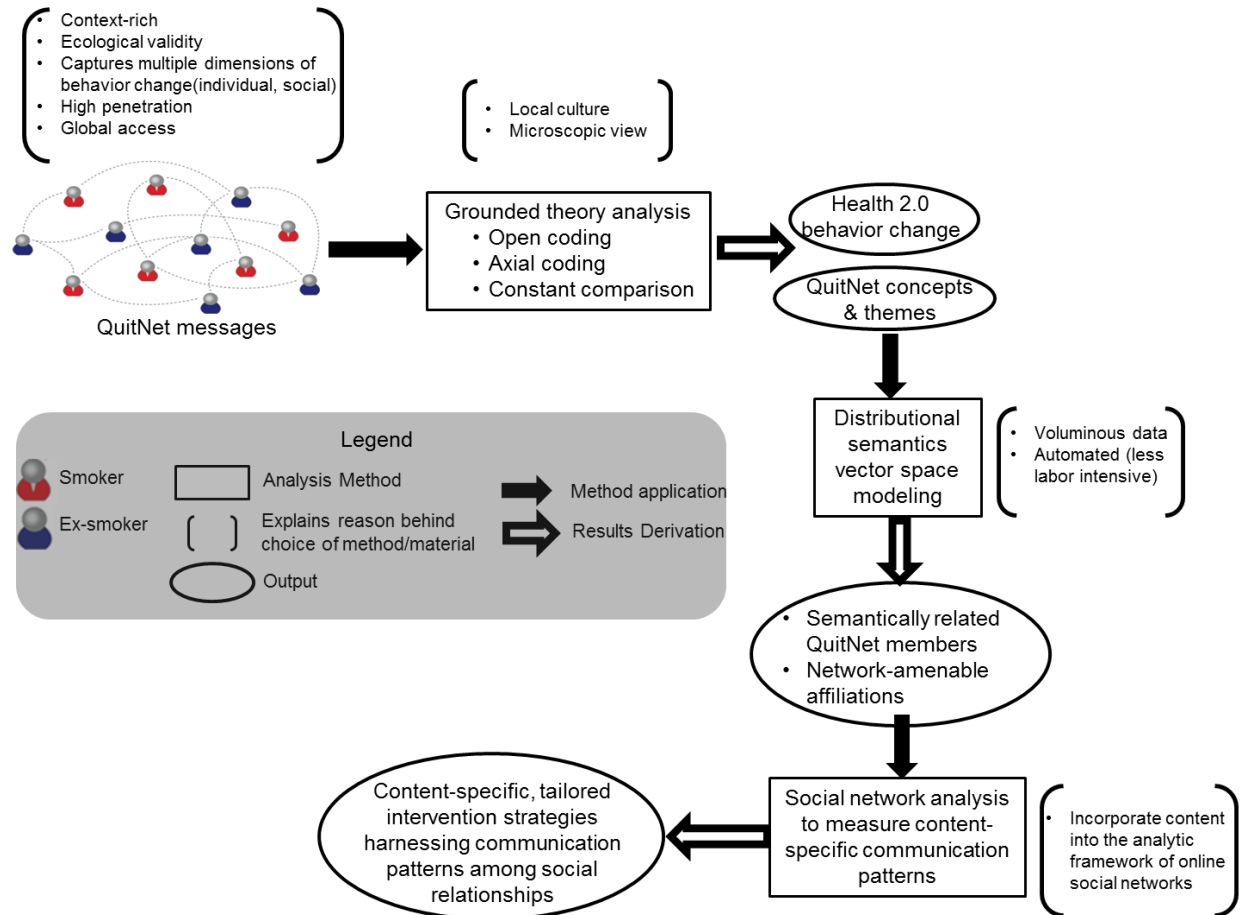 • Context-rich
• Ecological validity
• Captures multiple dimensions of
behavior change(individual, social)
• High penetration
• Global access
QuitNet messages
• Local culture
• Microscopic view
Grounded theory analysis
• Open coding
• Axial coding
• Constant comparison
Health 2.0
behavior change
QuitNet concepts
& themes
Distributional
semantics
vector space
modeling
• Voluminous data
• Automated (less
labor intensive)
Legend
Smoker
Ex-smoker
Analysis Method
Explains reason behind
choice of method/material
Output
Method application
Results Derivation
• Semantically related
QuitNet members
• Network-amenable
affiliations
Social network analysis
to measure content-
specific communication
patterns
• Incorporate content
into the analytic
framework of online
social networks
Content-specific, tailored
intervention strategies
harnessing communication
patterns among social
relationships